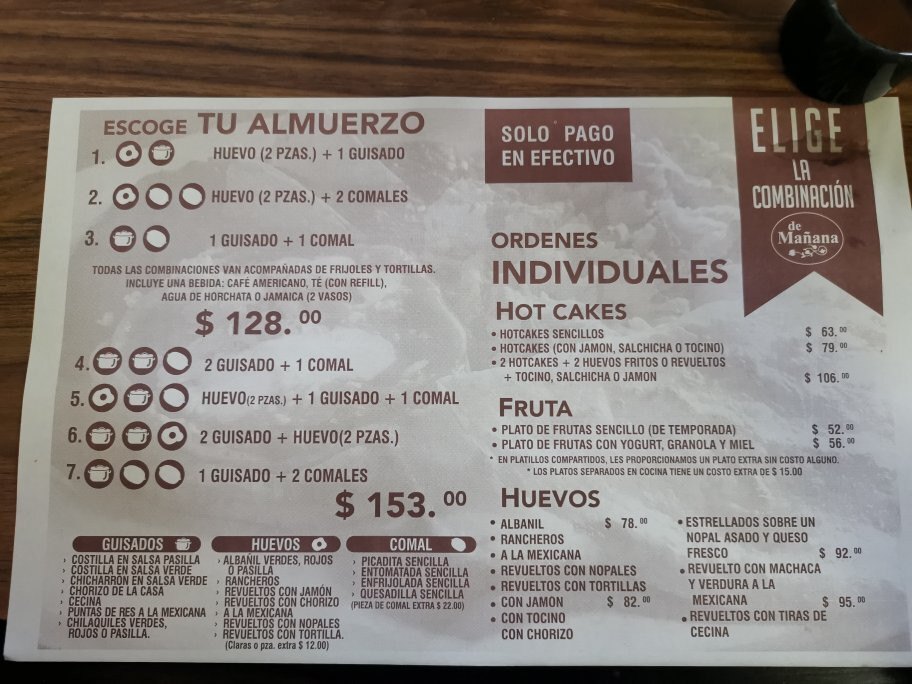 ESCOGE TU ALMUERZO
1. HUEVO (2 PZAS.) + 1 GUISADO
2. HUEVO (2 PZAS.) + 2 COMALES
3. 1 GUISADO + 1 COMAL
TODAS LAS COMBINACIONES VAN ACOMPAÑADAS DE FRIJOLES Y TORTILLAS.
INCLUYE UNA BEBIDA: CAFÉ AMERICANO, TÉ (CON REFILL),
AGUA DE HORCHATA O JAMAICA (2 VASOS)
$ 128.00
4. 2 GUISADO + 1 COMAL
5. HUEVO(2 PZAS.) + 1 GUISADO + 1 COMAL
6. 2 GUISADO + HUEVO(2 PZAS.)
7. 1 GUISADO + 2 COMALES
$ 153.00
GUISADOS
› COSTILLA EN SALSA PASILLA
› COSTILLA EN SALSA VERDE
› CHICHARRON EN SALSA VERDE
› CHORIZO DE LA CASA
› CECINA
› PUNTAS DE RES A LA MEXICANA
› CHILAQUILES VERDES,
ROJOS O PASILLA.
HUEVOS
› ALBAÑIL VERDES, ROJOS
O PASILLA
› RANCHEROS
› REVUELTOS CON JAMÓN
› REVUELTOS CON CHORIZO
› A LA MEXICANA
› REVUELTOS CON NOPALES
› REVUELTOS CON TORTILLA.
(Claras o pza. extra $ 12.00)
COMAL
› PICADITA SENCILLA
› ENTOMATADA SENCILLA
› ENFRIJOLADA SENCILLA
› QUESADILLA SENCILLA
(PIEZA DE COMAL EXTRA $ 22.00)
SOLO PAGO
EN EFECTIVO
ELIGE
LA
COMBINACIÓN
de
Mañana
ORDENES
INDIVIDUALES
HOT CAKES
• HOTCAKES SENCILLOS $ 63.00
• HOTCAKES (CON JAMON, SALCHICHA O TOCINO) $ 79.00
• 2 HOTCAKES + 2 HUEVOS FRITOS O REVUELTOS
+ TOCINO, SALCHICHA O JAMON $ 106.00
FRUTA
• PLATO DE FRUTAS SENCILLO (DE TEMPORADA) $ 52.00
• PLATO DE FRUTAS CON YOGURT, GRANOLA Y MIEL $ 56.00
* EN PLATILLOS COMPARTIDOS, LES PROPORCIONAMOS UN PLATO EXTRA SIN COSTO ALGUNO.
* LOS PLATOS SEPARADOS EN COCINA TIENE UN COSTO EXTRA DE $ 15.00
HUEVOS
• ALBANIL $ 78.00
• RANCHEROS
• A LA MEXICANA
• REVUELTOS CON NOPALES
• REVUELTOS CON TORTILLAS
• CON JAMON $ 82.00
• CON TOCINO
CON CHORIZO
• ESTRELLADOS SOBRE UN
NOPAL ASADO Y QUESO
FRESCO $ 92.00
• REVUELTO CON MACHACA
Y VERDURA A LA
MEXICANA $ 95.00
• REVUELTOS CON TIRAS DE
CECINA